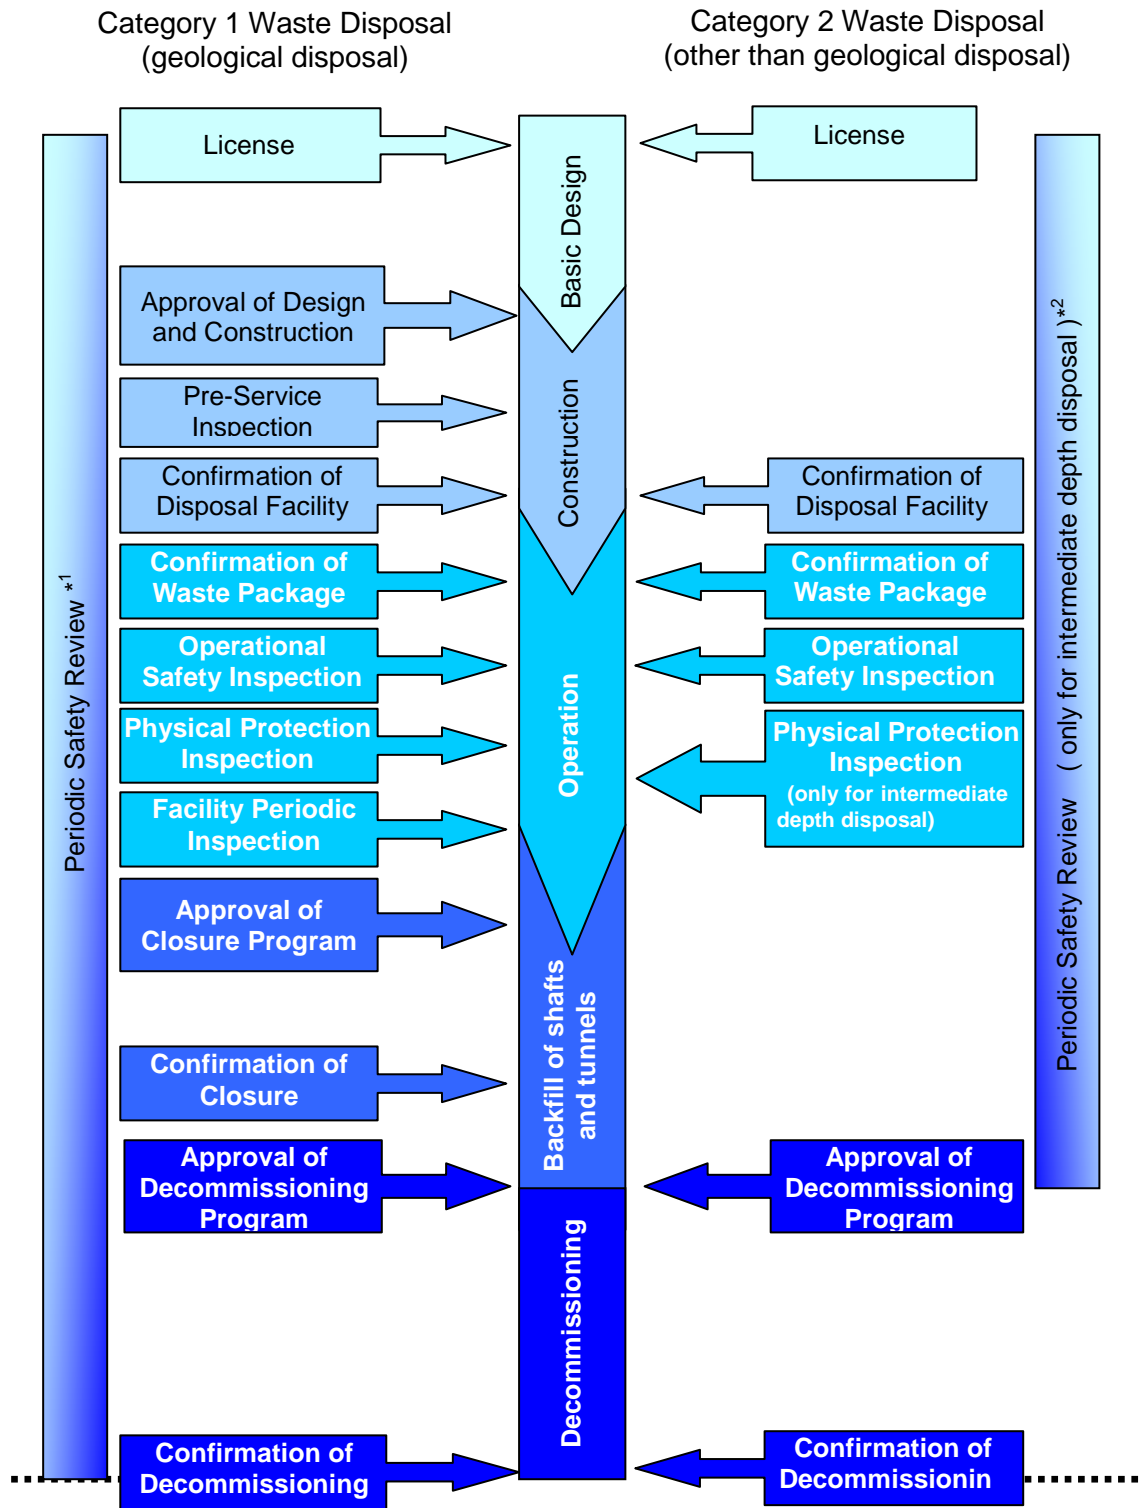 Category 1 Waste Disposal
(geological disposal)
Category 2 Waste Disposal
(other than geological disposal)
License
License
Basic Design
Approval of Design
and Construction
Pre-Service
Inspection
Construction
Confirmation of
Disposal Facility
Confirmation of
Disposal Facility
Confirmation of
Waste Package
Confirmation of
Waste Package
Operational
Safety Inspection
Operational
Safety Inspection
Operation
Physical Protection
Inspection
Physical Protection
Inspection
(only for intermediate
depth disposal)
Facility Periodic
Inspection
Approval of
Closure Program
Backfill of shafts
and tunnels
Confirmation of
Closure
Approval of
Decommissioning
Program
Approval of
Decommissioning
Program
Decommissioning
Confirmation of
Decommissioning
Confirmation of
Decommissionin
Periodic Safety Review *1
Periodic Safety Review ( only for intermediate depth disposal )*2